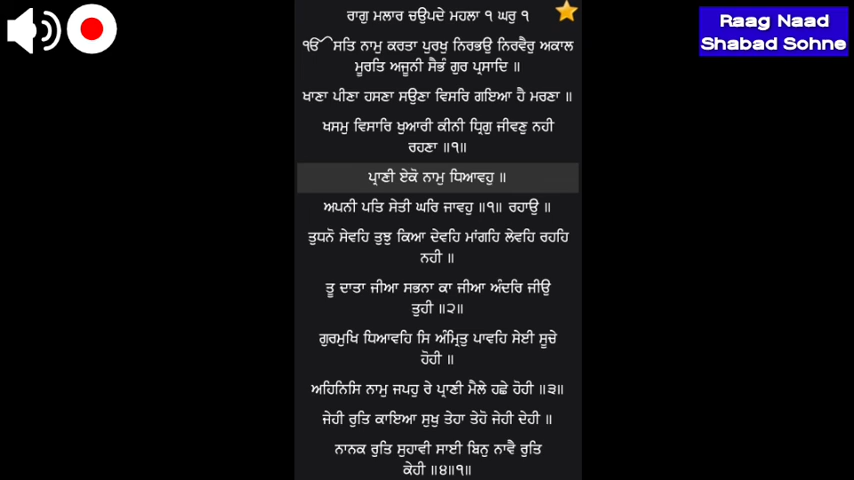 Raag Naad
Shabad Sohne
ਰਾਗੁ ਮਲਾਰ ਚਉਪਦੇ ਮਹਲਾ ੧ ਘਰੁ ੧
ੴ ਸਤਿ ਨਾਮੁ ਕਰਤਾ ਪੁਰਖੁ ਨਿਰਭਉ ਨਿਰਵੈਰੁ ਅਕਾਲ
ਮੂਰਤਿ ਅਜੂਨੀ ਸੈਭੰ ਗੁਰ ਪ੍ਰਸਾਦਿ ॥
ਖਾਣਾ ਪੀਣਾ ਹਸਣਾ ਸਉਣਾ ਵਿਸਰਿ ਗਇਆ ਹੈ ਮਰਣਾ ॥
ਖਸਮੁ ਵਿਸਾਰਿ ਖੁਆਰੀ ਕੀਨੀ ਧ੍ਰਿਗੁ ਜੀਵਣੁ ਨਹੀ
ਰਹਣਾ ॥੧॥
ਪ੍ਰਾਣੀ ਏਕੋ ਨਾਮੁ ਧਿਆਵਹੁ ॥
ਅਪਨੀ ਪਤਿ ਸੇਤੀ ਘਰਿ ਜਾਵਹੁ ॥੧॥ ਰਹਾਉ ॥
ਤੁਧਨੋ ਸੇਵਹਿ ਤੁਝੁ ਕਿਆ ਦੇਵਹਿ ਮਾਂਗਹਿ ਲੇਵਹਿ ਰਹਹਿ
ਨਹੀ ॥
ਤੂ ਦਾਤਾ ਜੀਆ ਸਭਨਾ ਕਾ ਜੀਆ ਅੰਦਰਿ ਜੀਉ
ਤੁਹੀ ॥੨॥
ਗੁਰਮੁਖਿ ਧਿਆਵਹਿ ਸਿ ਅੰਮ੍ਰਿਤੁ ਪਾਵਹਿ ਸੇਈ ਸੂਚੇ
ਹੋਹੀ ॥
ਅਹਿਨਿਸਿ ਨਾਮੁ ਜਪਹੁ ਰੇ ਪ੍ਰਾਣੀ ਮੈਲੇ ਹਛੇ ਹੋਹੀ ॥੩॥
ਜੇਹੀ ਰੁਤਿ ਕਾਇਆ ਸੁਖੁ ਤੇਹਾ ਤੇਹੋ ਜੇਹੀ ਦੇਹੀ ॥
ਨਾਨਕ ਰੁਤਿ ਸੁਹਾਵੀ ਸਾਈ ਬਿਨੁ ਨਾਵੈ ਰੁਤਿ
ਕੇਹੀ ॥੪॥੧॥